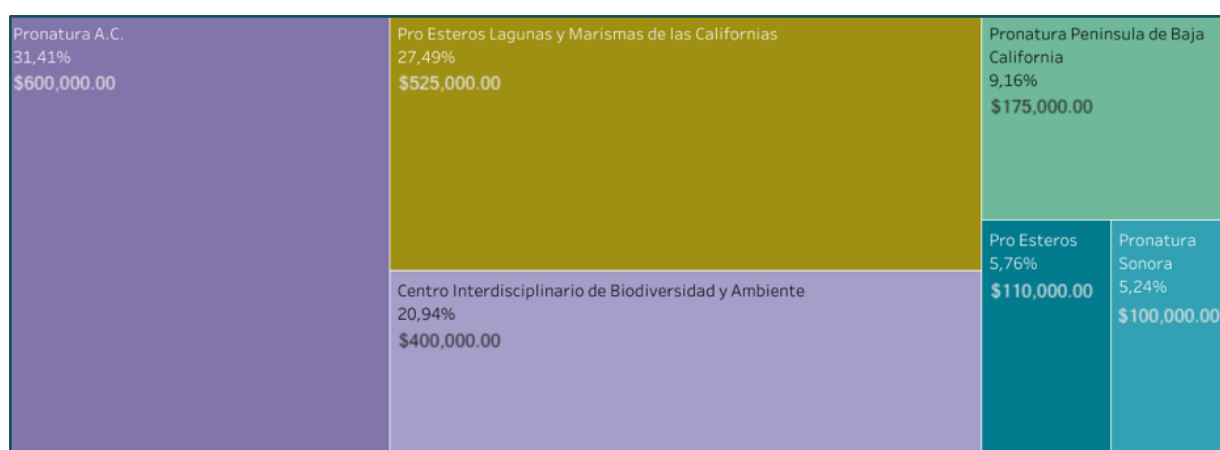 Pronatura A.C.
31,41%
$600,000.00
Pro Esteros Lagunas y Marismas de las Californias
27,49%
$525,000.00
Centro Interdisciplinario de Biodiversidad y Ambiente
20,94%
$400,000.00
Pronatura Peninsula de Baja
California
9,16%
$175,000.00
Pro Esteros
5,76%
$110,000.00
Pronatura
Sonora
5,24%
$100,000.00